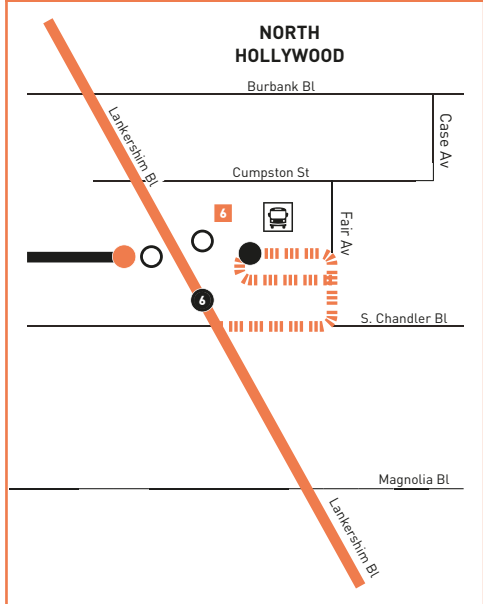 NORTH
HOLLYWOOD
Burbank Bl
Lankershim Bl
Case Av
Cumpston St
6
Fair Av
6
S. Chandler Bl
Magnolia Bl
Lankershim Bl